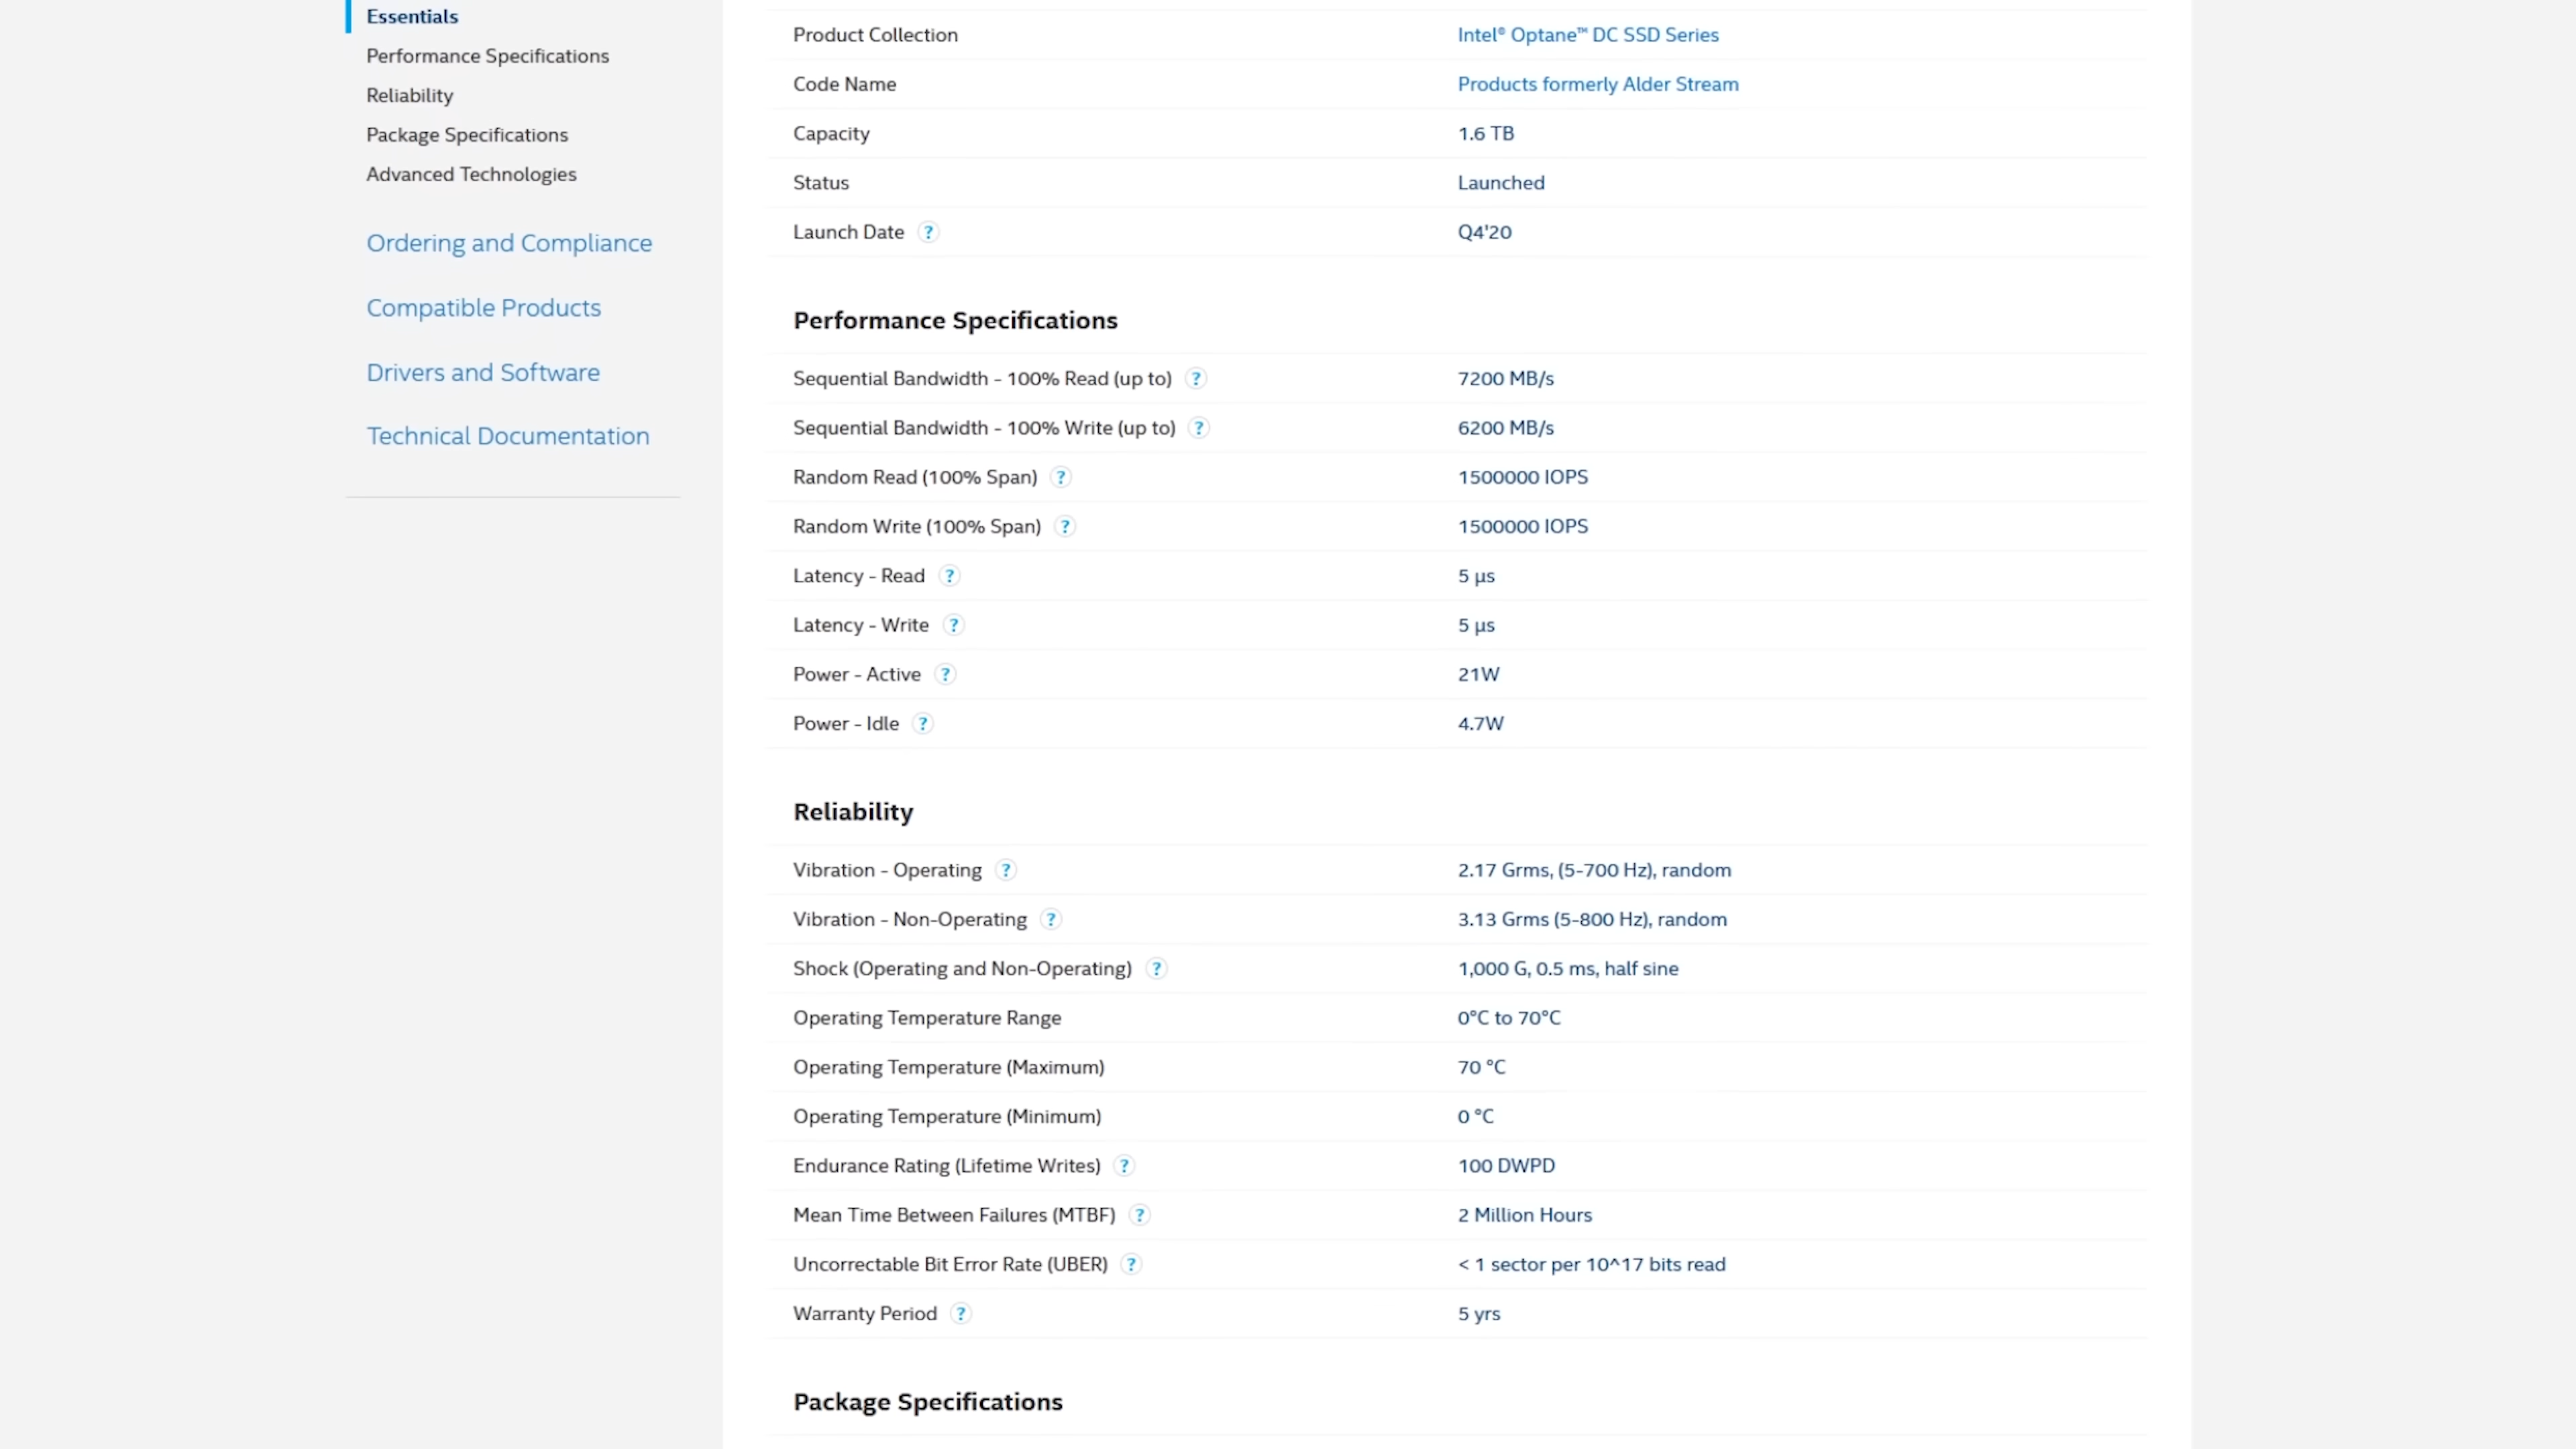 Essentials
Performance Specifications
Reliability
Package Specifications
Advanced Technologies
Ordering and Compliance
Compatible Products
Drivers and Software
Technical Documentation
Product Collection Intel® Optane™ DC SSD Series
Code Name Products formerly Alder Stream
Capacity 1.6 TB
Status Launched
Launch Date ? Q4'20
Performance Specifications
Sequential Bandwidth - 100% Read (up to) ? 7200 MB/s
Sequential Bandwidth - 100% Write (up to) ? 6200 MB/s
Random Read (100% Span) ? 1500000 IOPS
Random Write (100% Span) ? 1500000 IOPS
Latency - Read ? 5 µs
Latency - Write ? 5 µs
Power - Active ? 21W
Power - Idle ? 4.7W
Reliability
Vibration - Operating ? 2.17 Grms, (5-700 Hz), random
Vibration - Non-Operating ? 3.13 Grms (5-800 Hz), random
Shock (Operating and Non-Operating) ? 1,000 G, 0.5 ms, half sine
Operating Temperature Range 0°C to 70°C
Operating Temperature (Maximum) 70 °C
Operating Temperature (Minimum) 0 °C
Endurance Rating (Lifetime Writes) ? 100 DWPD
Mean Time Between Failures (MTBF) ? 2 Million Hours
Uncorrectable Bit Error Rate (UBER) ? < 1 sector per 10^17 bits read
Warranty Period ? 5 yrs
Package Specifications